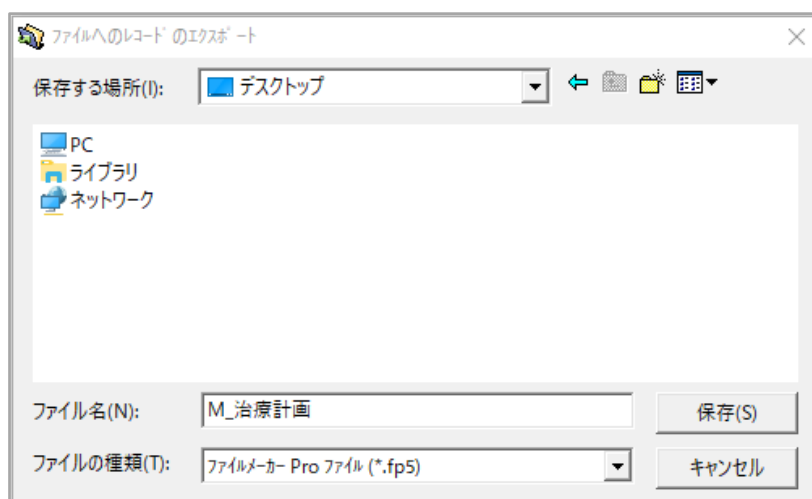 ﾌｧｲﾙへのﾚｺｰﾄﾞのｴｸｽﾎﾟｰﾄ
保存する場所(I): デスクトップ
PC
ライブラリ
ネットワーク
ファイル名(N): M_治療計画 保存(S)
ファイルの種類(T): ﾌｧｲﾙﾒｰｶｰ Pro ﾌｧｲﾙ (*.fp5) キャンセル